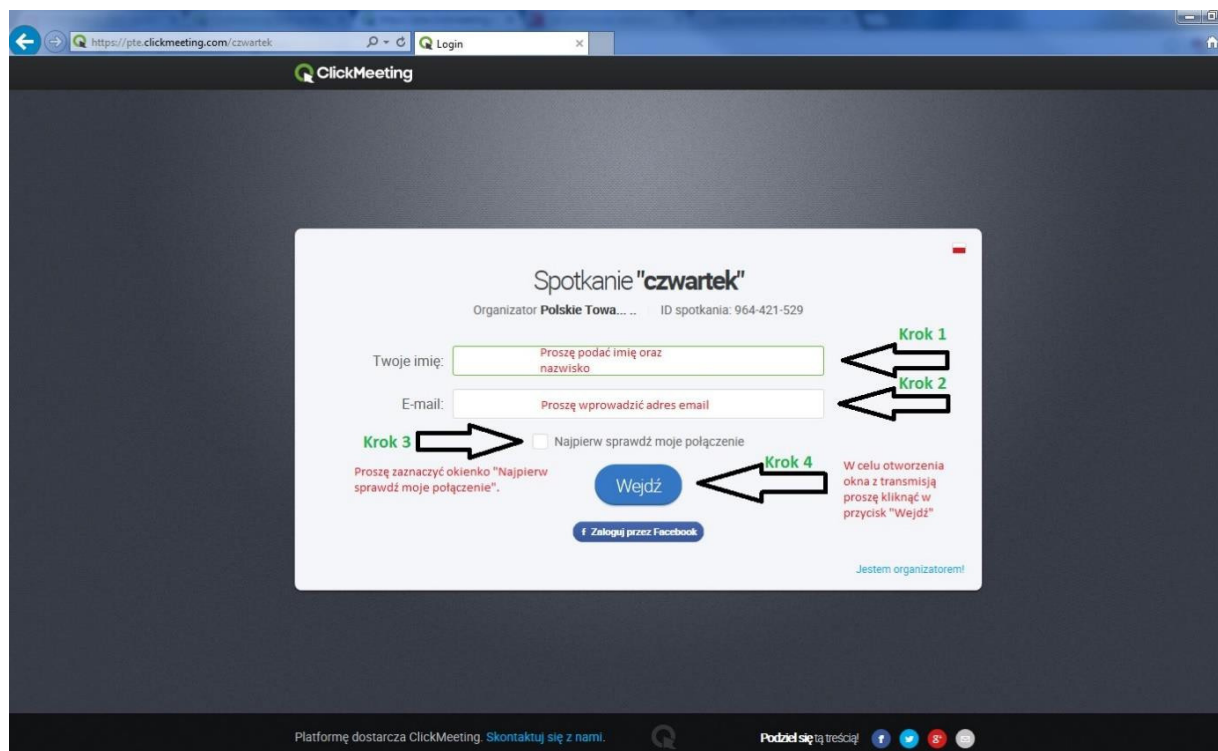 https://pte.clickmeeting.com/czwartek
Login
ClickMeeting
Spotkanie "czwartek"
Organizator Polskie Towa... .. ID spotkania: 964-421-529
Krok 1
Twoje imię:
Proszę podać imię oraz
nazwisko
Krok 2
E-mail:
Proszę wprowadzić adres email
Krok 3
Najpierw sprawdź moje połączenie
Proszę zaznaczyć okienko "Najpierw
sprawdź moje połączenie".
Wejdź
Krok 4
W celu otworzenia
okna z transmisją
proszę kliknąć w
przycisk "Wejdź"
f Zaloguj przez Facebook
Jestem organizatorem!
Platformę dostarcza ClickMeeting. Skontaktuj się z nami.
Podziel się tą treścią!